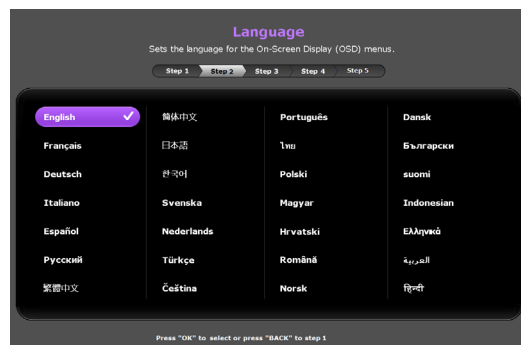 Language
Sets the language for the On-Screen Display (OSD) menus.
Step 1 Step 2 Step 3 Step 4 Step 5
English 簡体中文 Português Dansk
Français 日本語 ไทย Български
Deutsch 한국어 Polski suomi
Italiano Svenska Magyar Indonesian
Español Nederlands Hrvatski Ελληνικά
Русский Türkçe Română العربية
繁體中文 Čeština Norsk हिन्दी
Press "OK" to select or press "BACK" to step 1